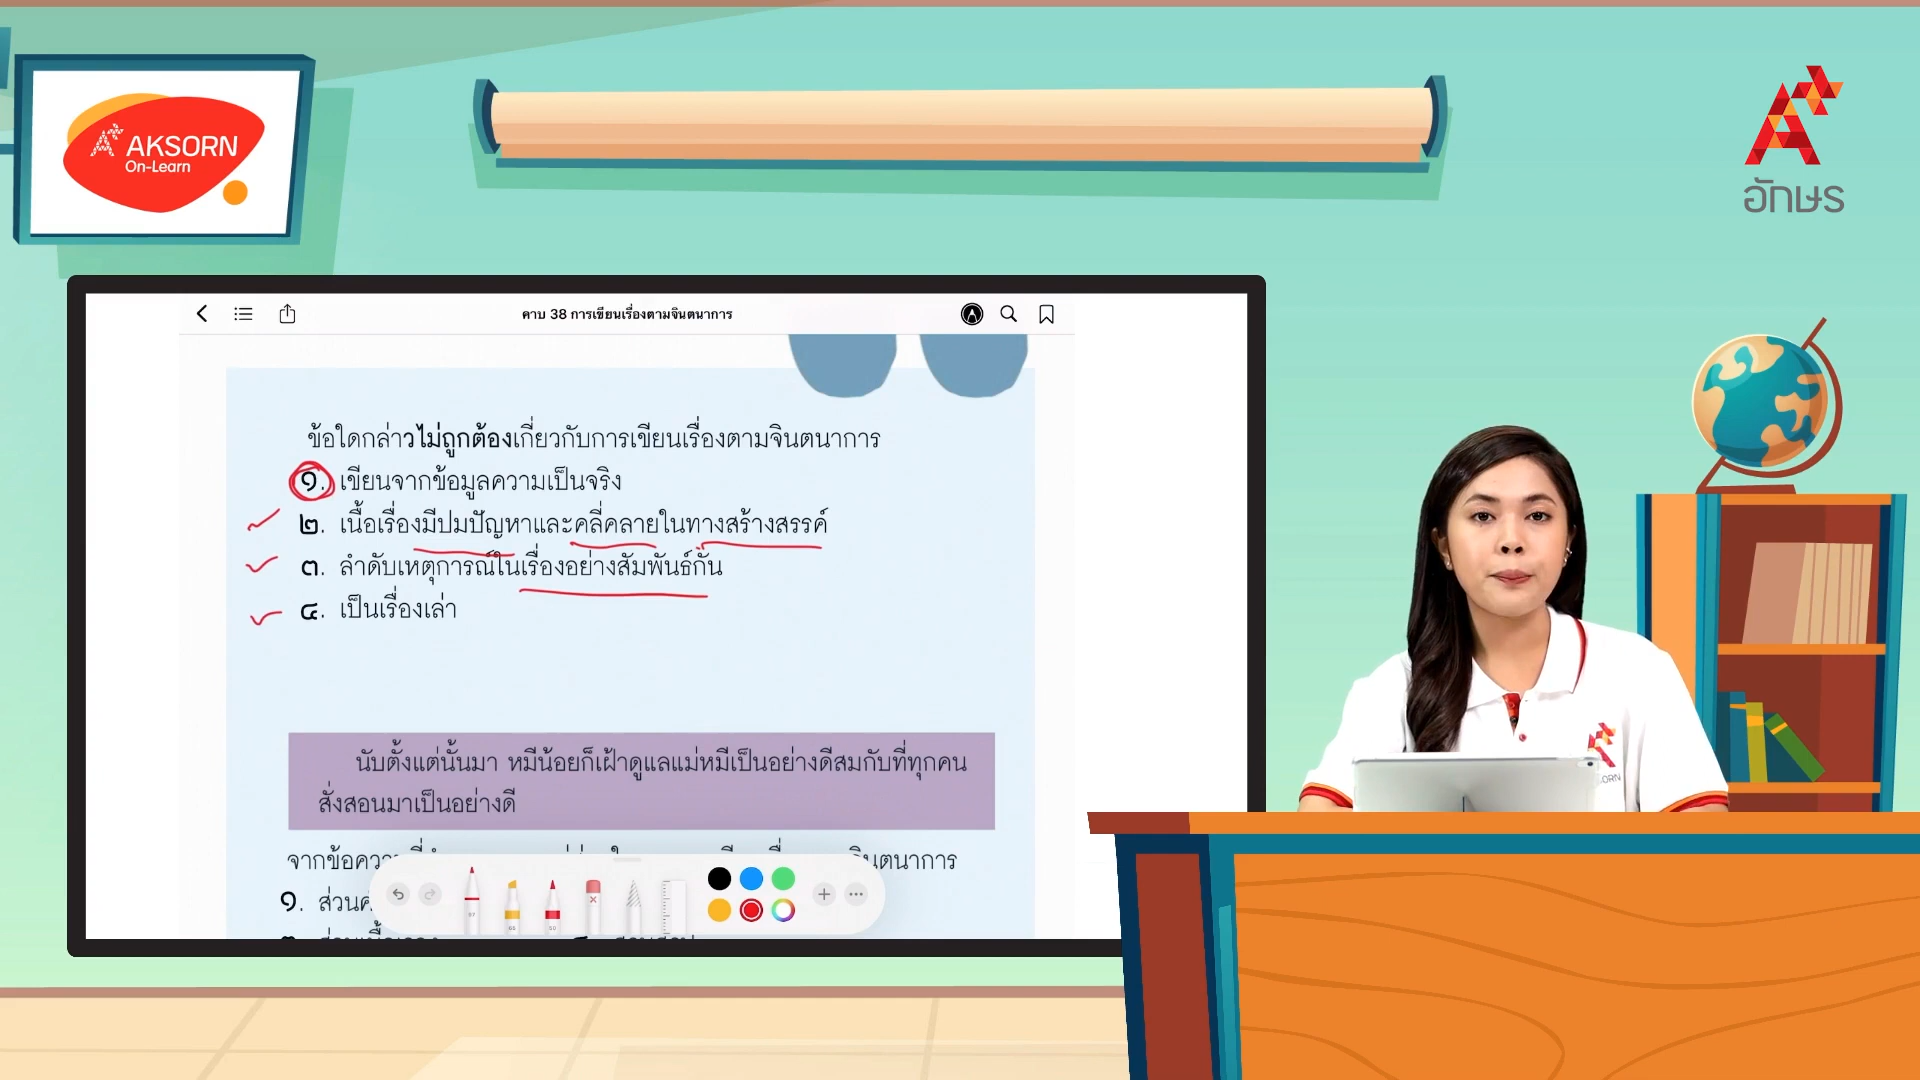 AKSORN
On-Learn
อักษร
คาบ 38 การเขียนเรื่องตามจินตนาการ
ข้อใดกล่าวไม่ถูกต้องเกี่ยวกับการเขียนเรื่องตามจินตนาการ
๑. เขียนจากข้อมูลความเป็นจริง
๒. เนื้อเรื่องมีปมปัญหาและคลี่คลายในทางสร้างสรรค์
๓. ลำดับเหตุการณ์ในเรื่องอย่างสัมพันธ์กัน
๔. เป็นเรื่องเล่า
นับตั้งแต่นั้นมา หมีน้อยก็เฝ้าดูแลแม่หมีเป็นอย่างดีสมกับที่ทุกคน
สั่งสอนมาเป็นอย่างดี
จากข้อความ
๑.